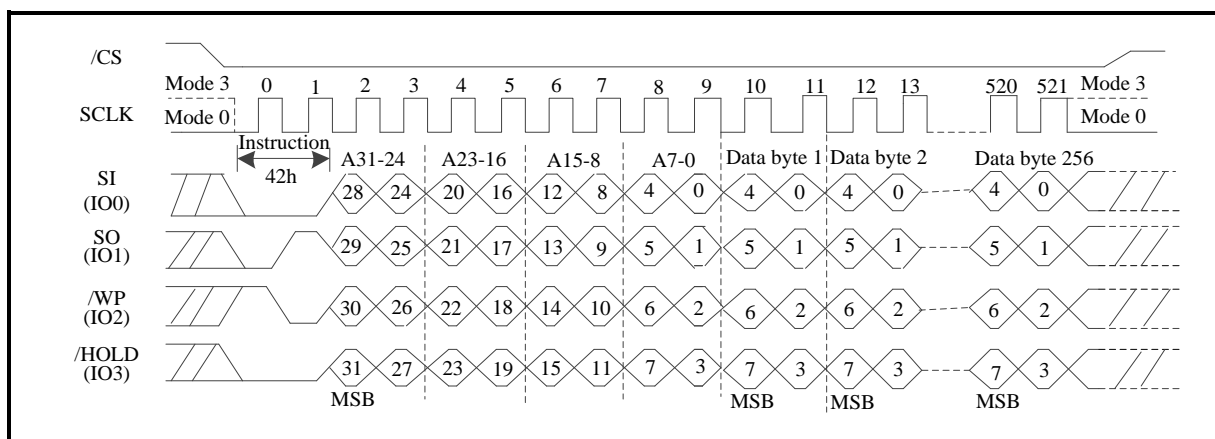 /CS
Mode 3 0 1 2 3 4 5 6 7 8 9 10 11 12 13 520 521 Mode 3
SCLK Mode 0 Mode 0
Instruction A31-24 A23-16 A15-8 A7-0 Data byte 1 Data byte 2 Data byte 256
42h
SI
(IO0) 28 24 20 16 12 8 4 0 4 0 4 0 4 0
SO
(IO1) 29 25 21 17 13 9 5 1 5 1 5 1 5 1
/WP
(IO2) 30 26 22 18 14 10 6 2 6 2 6 2 6 2
/HOLD
(IO3) 31 27 23 19 15 11 7 3 7 3 7 3 7 3
MSB MSB MSB MSB